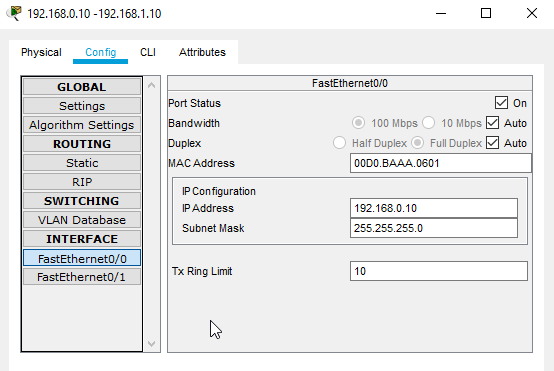 192.168.0.10 -192.168.1.10
Physical Config CLI Attributes
GLOBAL
Settings
Algorithm Settings
ROUTING
Static
RIP
SWITCHING
VLAN Database
INTERFACE
FastEthernet0/0
FastEthernet0/1
FastEthernet0/0
Port Status On
Bandwidth 100 Mbps 10 Mbps Auto
Duplex Half Duplex Full Duplex Auto
MAC Address 00D0.BAAA.0601
IP Configuration
IP Address 192.168.0.10
Subnet Mask 255.255.255.0
Tx Ring Limit 10